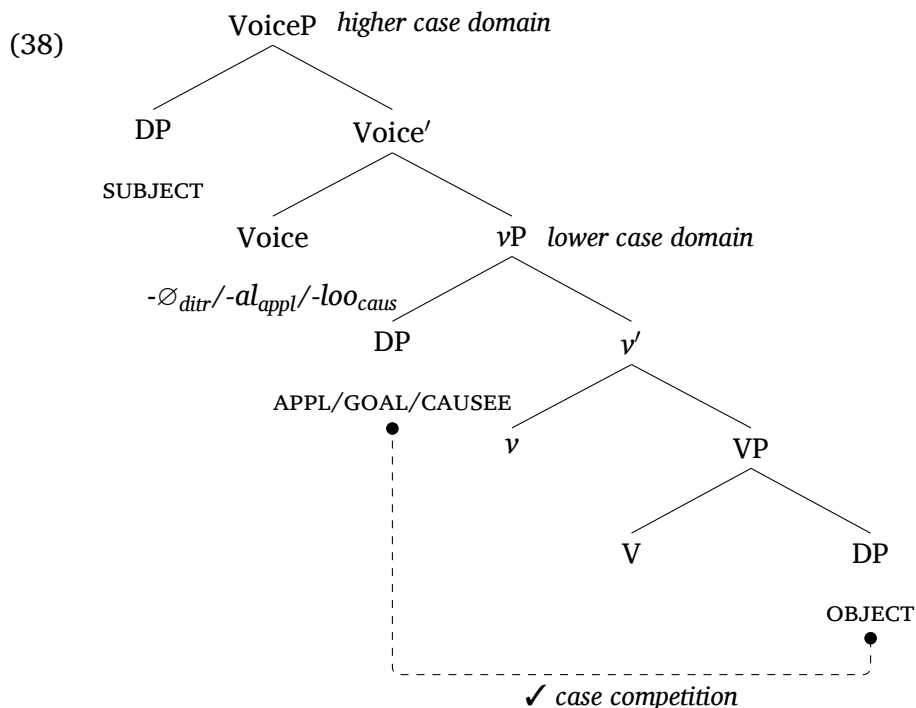 (38)
VoiceP higher case domain
DP Voice′
SUBJECT
Voice vP lower case domain
-∅ditr/-alappl/-loocaus
DP v′
APPL/GOAL/CAUSEE
v VP
V DP
OBJECT
✓ case competition